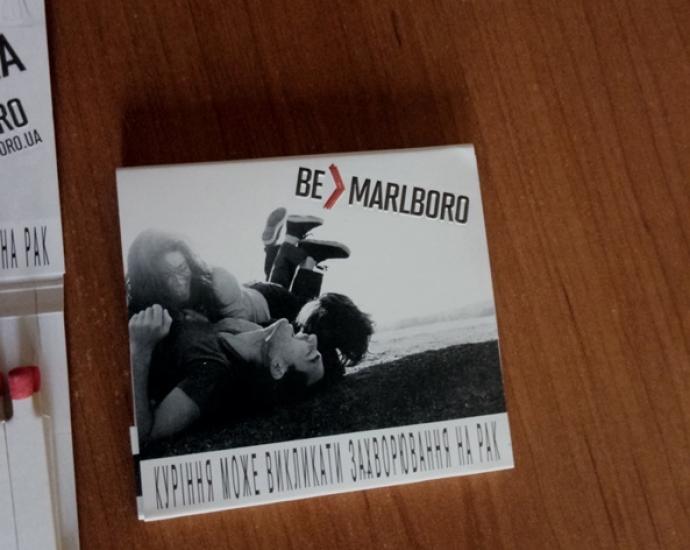 A
RO
ORO.UA
НА РАК
BE > MARLBORO
КУРІННЯ МОЖЕ ВИКЛИКАТИ ЗАХВОРЮВАННЯ НА РАК